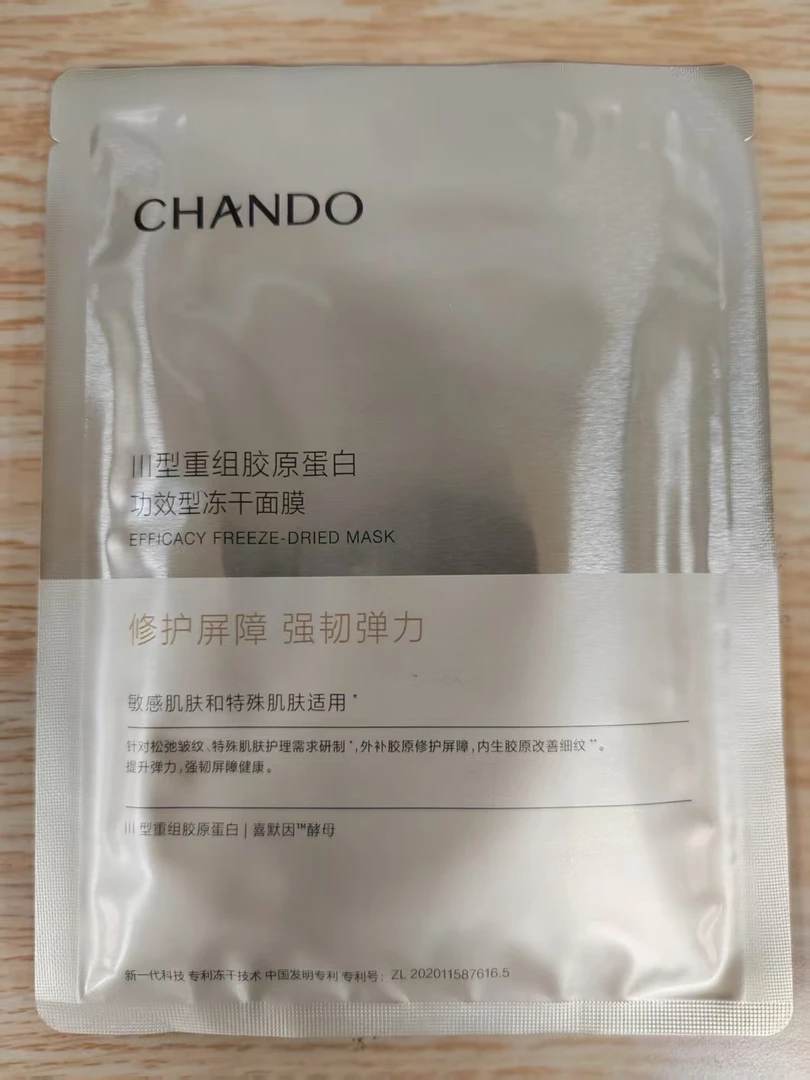 CHANDO
III型重组胶原蛋白
功效型冻干面膜
EFFICACY FREEZE-DRIED MASK
修护屏障 强韧弹力
敏感肌肤和特殊肌肤适用*
针对松弛皱纹、特殊肌肤护理需求研制*,外补胶原修护屏障,内生胶原改善细纹**。
提升弹力,强韧屏障健康。
III型重组胶原蛋白 | 喜默因™酵母
新一代科技 专利冻干技术 中国发明专利 专利号: ZL 202011587616.5